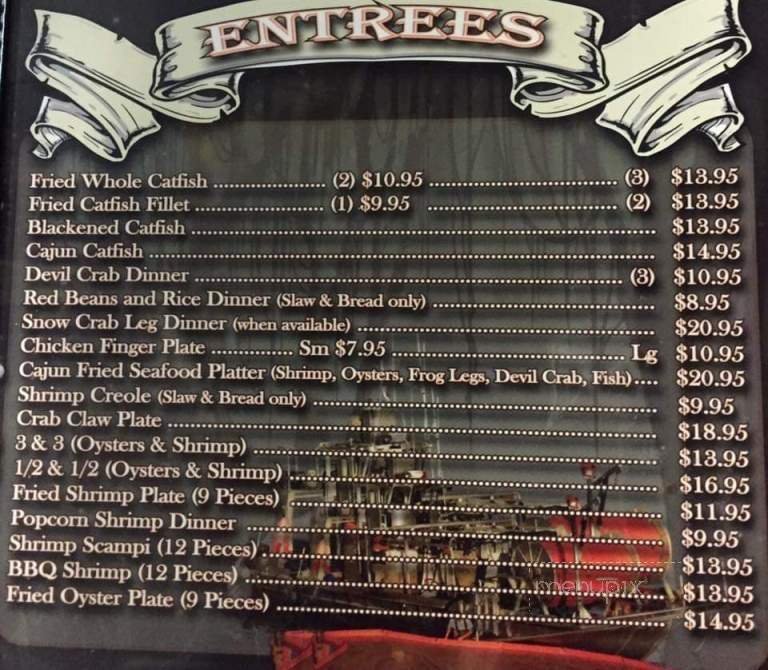 ENTRÈES
Fried Whole Catfish ..................... (2) $10.95 .................................... (3) $13.95
Fried Catfish Fillet ........................ (1) $9.95 .................................... (2) $13.95
Blackened Catfish ........................................................................ $13.95
Cajun Catfish ........................................................................ $14.95
Devil Crab Dinner .................................................................. (3) $10.95
Red Beans and Rice Dinner (Slaw & Bread only) .................................... $8.95
Snow Crab Leg Dinner (when available) ................................................ $20.95
Chicken Finger Plate ............... Sm $7.95 .......................................... Lg $10.95
Cajun Fried Seafood Platter (Shrimp, Oysters, Frog Legs, Devil Crab, Fish).... $20.95
Shrimp Creole (Slaw & Bread only) ...................................................... $9.95
Crab Claw Plate ........................................................................ $18.95
3 & 3 (Oysters & Shrimp) .................................................................. $13.95
1/2 & 1/2 (Oysters & Shrimp) ............................................................ $16.95
Fried Shrimp Plate (9 Pieces) ............................................................ $11.95
Popcorn Shrimp Dinner .................................................................. $9.95
Shrimp Scampi (12 Pieces) .................................................................. $13.95
BBQ Shrimp (12 Pieces) .................................................................. $13.95
Fried Oyster Plate (9 Pieces) ............................................................ $14.95
menupix